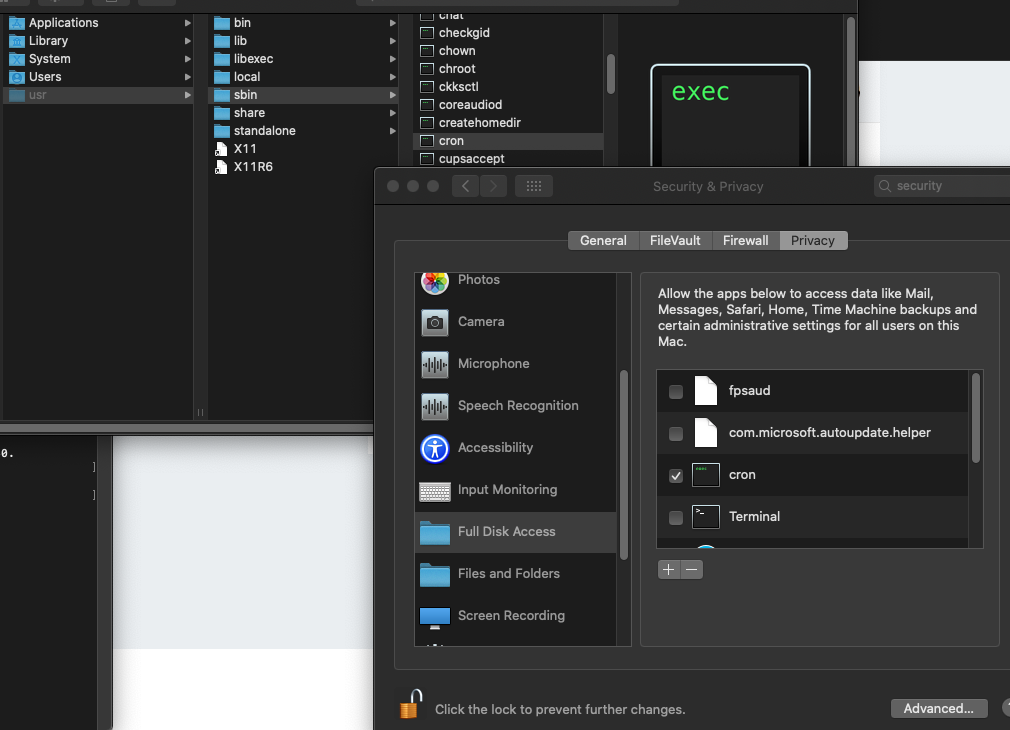 Applications
Library
System
Users
usr
bin
lib
libexec
local
sbin
share
standalone
X11
X11R6
chat
checkgid
chown
chroot
ckksctl
coreaudiod
createhomedir
cron
cupsaccept
exec
Security & Privacy
security
General
FileVault
Firewall
Privacy
Photos
Camera
Microphone
Speech Recognition
Accessibility
Input Monitoring
Full Disk Access
Files and Folders
Screen Recording
Allow the apps below to access data like Mail,
Messages, Safari, Home, Time Machine backups and
certain administrative settings for all users on this
Mac.
fpsaud
com.microsoft.autoupdate.helper
cron
Terminal
Click the lock to prevent further changes.
Advanced...
0.
]
]